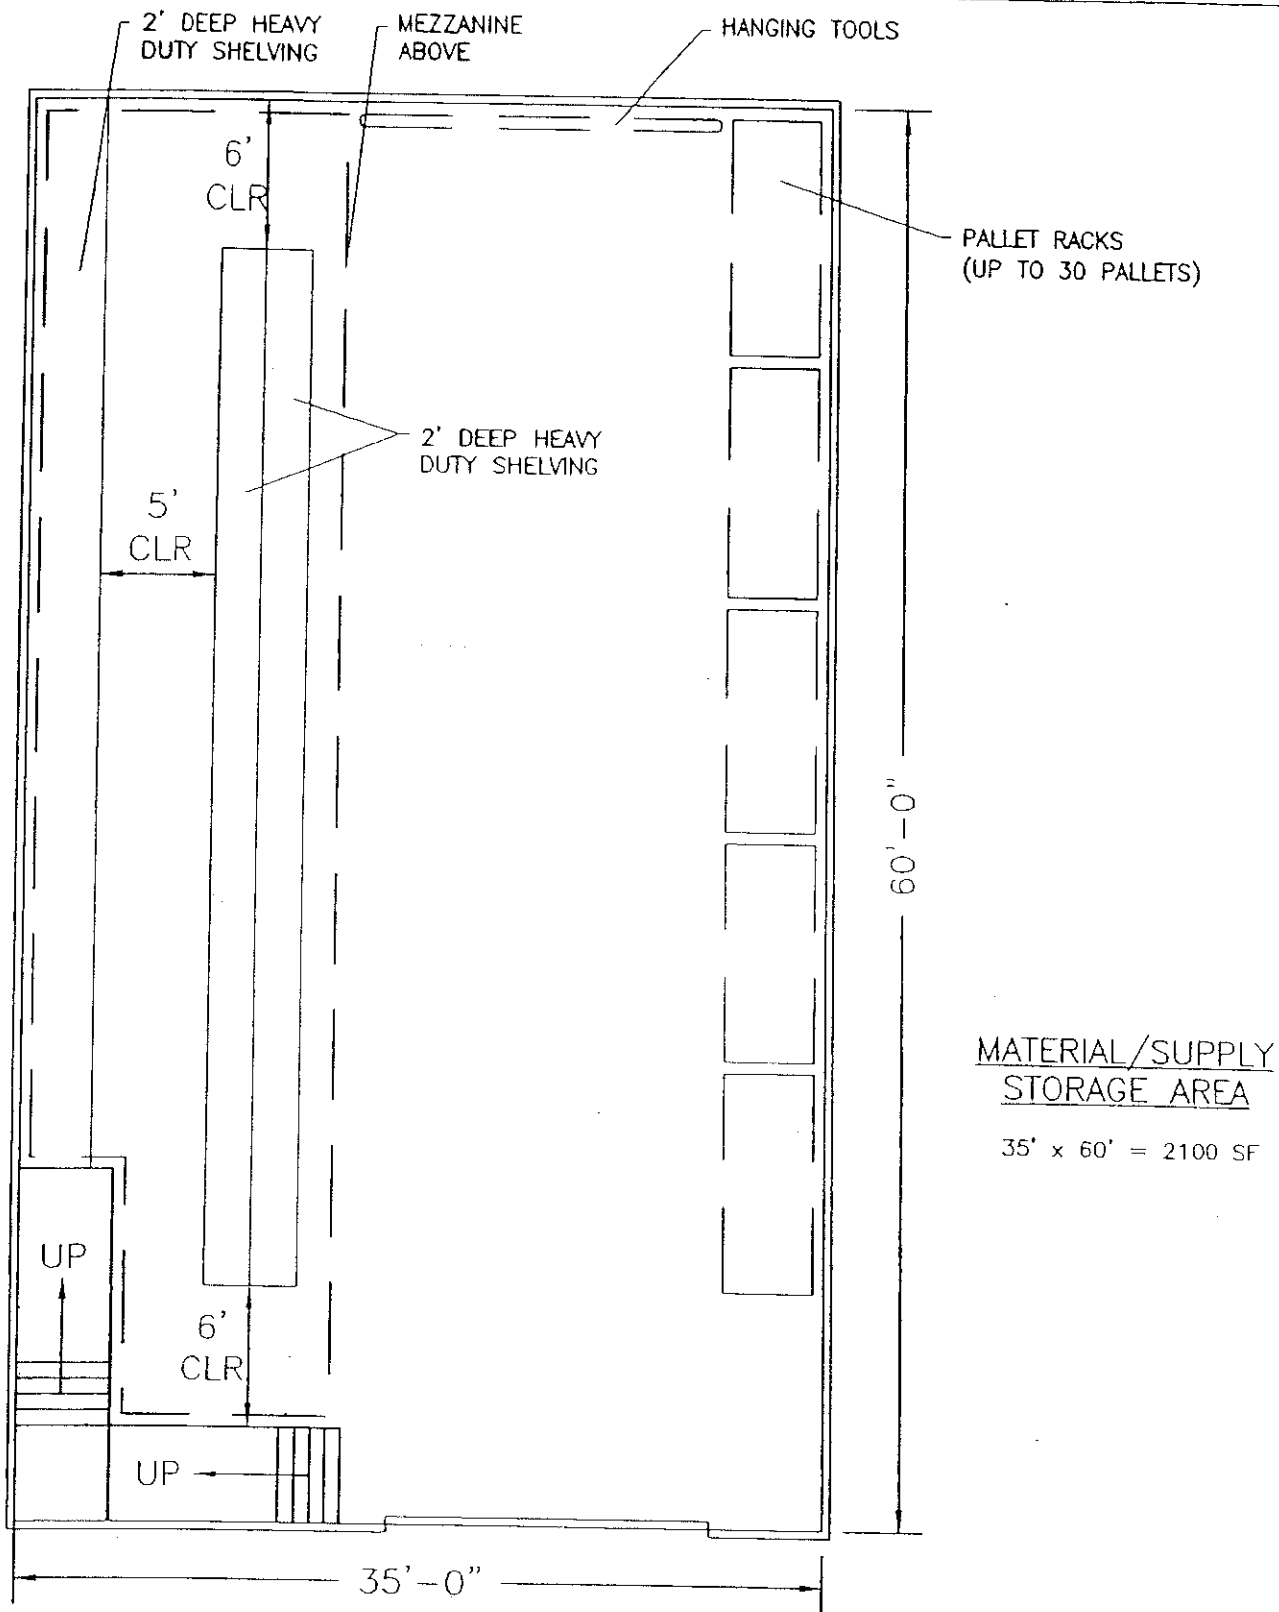 2' DEEP HEAVY
DUTY SHELVING
MEZZANINE
ABOVE
HANGING TOOLS
6'
CLR
PALLET RACKS
(UP TO 30 PALLETS)
2' DEEP HEAVY
DUTY SHELVING
5'
CLR
60'-0"
MATERIAL/SUPPLY
STORAGE AREA
35' x 60' = 2100 SF
UP
6'
CLR
UP
35'-0"